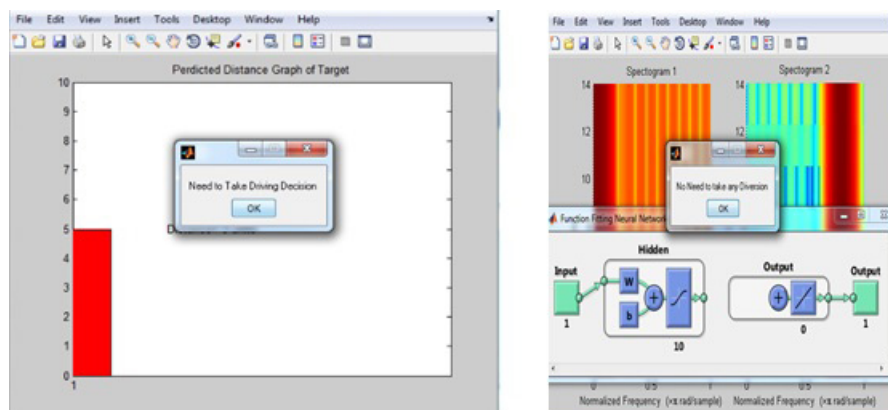 File Edit View Insert Tools Desktop Window Help
Perdicted Distance Graph of Target
10
9
8
7
6
5
4
3
2
1
0
1
Need to Take Driving Decision
OK
File Edit View Insert Tools Desktop Window Help
Spectogram 1
Spectogram 2
14
12
10
14
12
No Need to take any Diversion
OK
Function Fitting Neural Network
Hidden
Input
W
b
1
10
Output
Output
0
1
0 0.5 1
0 0.5 1
Normalized Frequency (×π rad/sample)
Normalized Frequency (×π rad/sample)